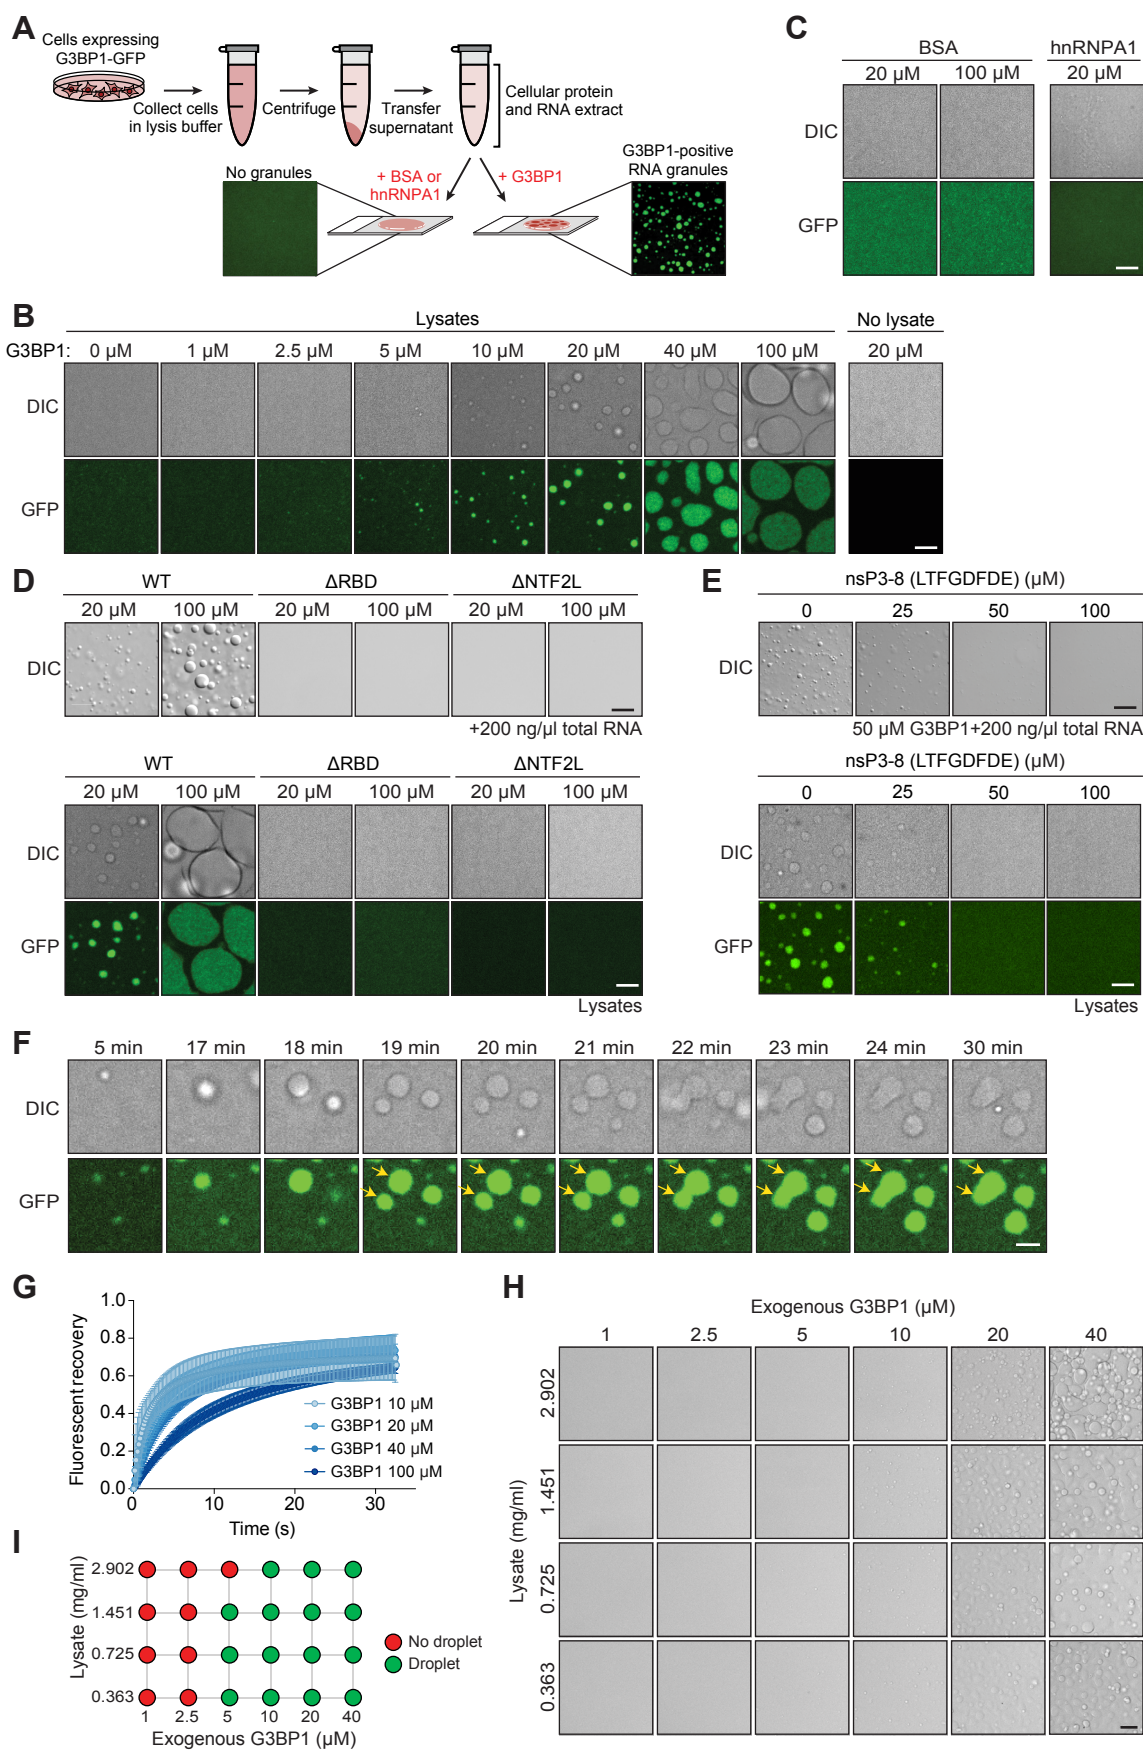 A
Cells expressing
G3BP1-GFP
Collect cells
in lysis buffer
Centrifuge
Transfer
supernatant
Cellular protein
and RNA extract
No granules
+ BSA or
hnRNPA1
+ G3BP1
G3BP1-positive
RNA granules
C
BSA
hnRNPA1
20 µM
100 µM
20 µM
DIC
GFP
B
Lysates
No lysate
G3BP1:
0 µM
1 µM
2.5 µM
5 µM
10 µM
20 µM
40 µM
100 µM
20 µM
DIC
GFP
D
WT
ΔRBD
ΔNTF2L
20 µM
100 µM
20 µM
100 µM
20 µM
100 µM
DIC
+200 ng/µl total RNA
WT
ΔRBD
ΔNTF2L
20 µM
100 µM
20 µM
100 µM
20 µM
100 µM
DIC
GFP
Lysates
E
nsP3-8 (LTFGDFDE) (µM)
0
25
50
100
DIC
50 µM G3BP1+200 ng/µl total RNA
nsP3-8 (LTFGDFDE) (µM)
0
25
50
100
DIC
GFP
Lysates
F
5 min
17 min
18 min
19 min
20 min
21 min
22 min
23 min
24 min
30 min
DIC
GFP
G
Fluorescent recovery
1.0
0.8
0.6
0.4
0.2
0.0
0
10
20
30
Time (s)
G3BP1 10 µM
G3BP1 20 µM
G3BP1 40 µM
G3BP1 100 µM
H
Exogenous G3BP1 (µM)
1
2.5
5
10
20
40
Lysate (mg/ml)
2.902
1.451
0.725
0.363
I
Lysate (mg/ml)
2.902
1.451
0.725
0.363
1
2.5
5
10
20
40
Exogenous G3BP1 (µM)
No droplet
Droplet